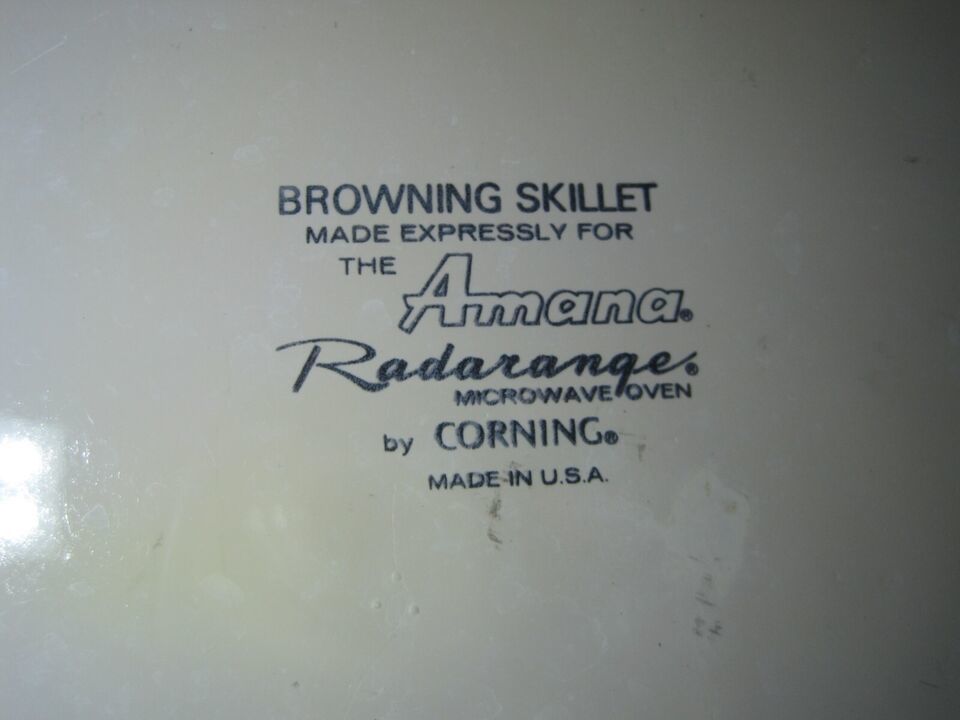 BROWNING SKILLET
MADE EXPRESSLY FOR
THE Amana®
Radarange®
MICROWAVE OVEN
by CORNING®
MADE IN U.S.A.